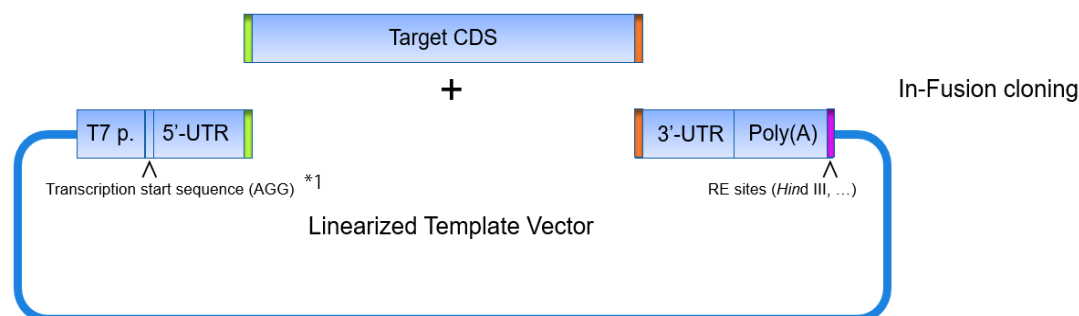 Target CDS
+
In-Fusion cloning
T7 p.
5'-UTR
3'-UTR
Poly(A)
Transcription start sequence (AGG) *1
RE sites (Hind III, ...)
Linearized Template Vector